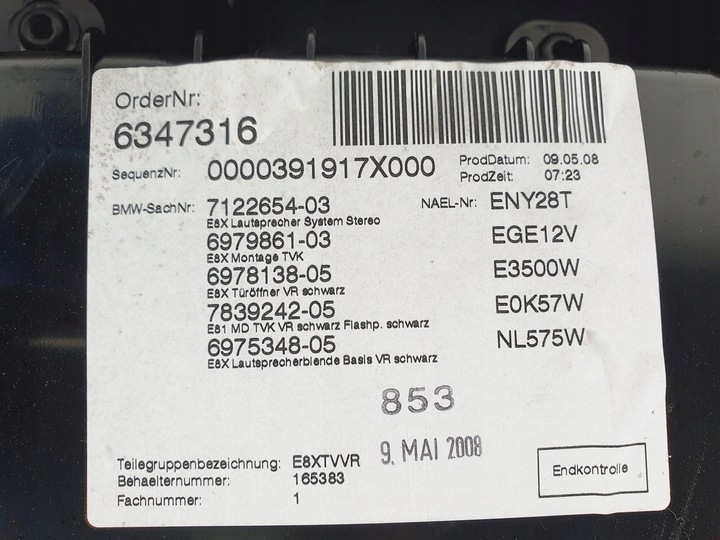 OrderNr:
6347316
SequenzNr: 0000391917X000 ProdDatum: 09.05.08
ProdZeit: 07:23
BMW-SachNr: 7122654-03 NAEL-Nr: ENY28T
E8X Lautsprecher System Stereo
6979861-03 EGE12V
E8X Montage TVK
6978138-05 E3500W
E8X Türöffner VR schwarz
7839242-05 E0K57W
E81 MD TVK VR schwarz Flashp. schwarz
6975348-05 NL575W
E8X Lautsprecherblende Basis VR schwarz
853
9. MAI 2008
Teilegruppenbezeichnung: E8XTVVR
Behaelternummer: 165383
Fachnummer: 1
Endkontrolle